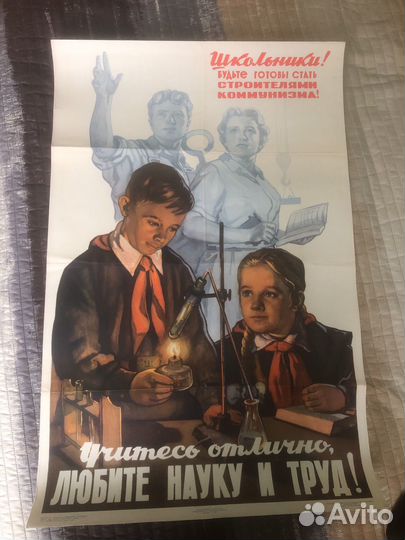 Школьники!
БУДЬТЕ ГОТОВЫ СТАТЬ
СТРОИТЕЛЯМИ
КОММУНИЗМА!
Учитесь отлично,
ЛЮБИТЕ НАУКУ И ТРУД!
Avito